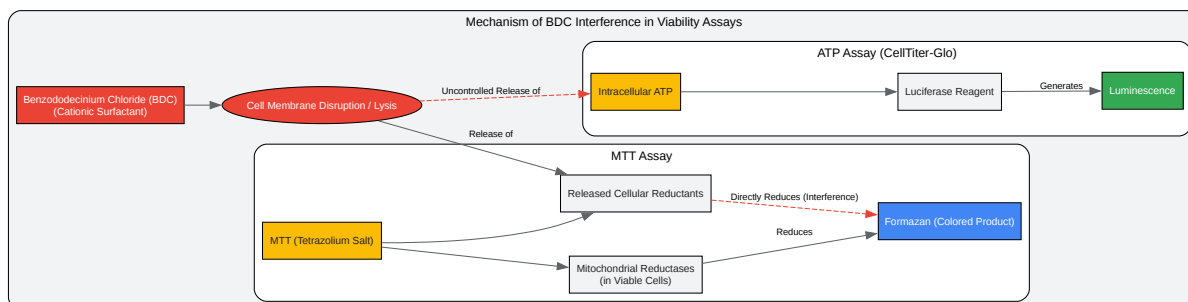 Mechanism of BDC Interference in Viability Assays
ATP Assay (CellTiter-Glo)
Benzododecinium Chloride (BDC)
(Cationic Surfactant)
Cell Membrane Disruption / Lysis
Uncontrolled Release of
Intracellular ATP
Luciferase Reagent
Generates
Luminescence
Release of
MTT Assay
Released Cellular Reductants
Directly Reduces (Interference)
Formazan (Colored Product)
MTT (Tetrazolium Salt)
Reduces
Mitochondrial Reductases
(in Viable Cells)